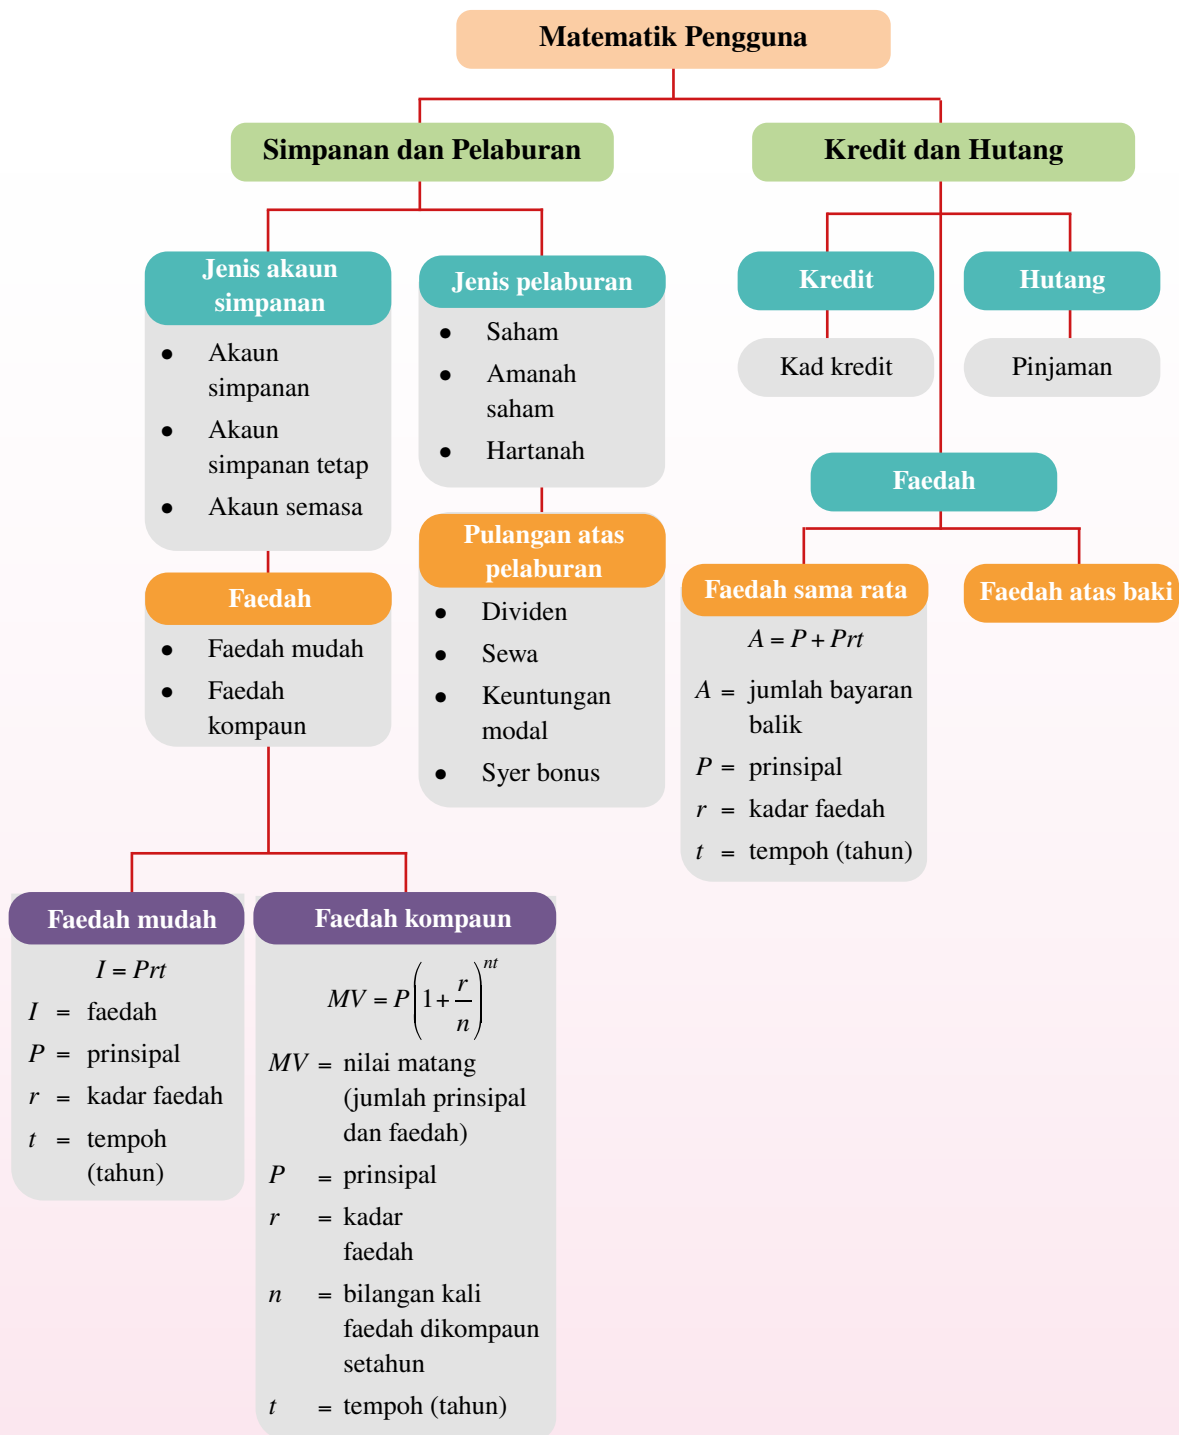 Matematik Pengguna
Simpanan dan Pelaburan
Kredit dan Hutang
Jenis akaun
simpanan
● Akaun
simpanan
● Akaun
simpanan tetap
● Akaun semasa
Faedah
● Faedah mudah
● Faedah
kompaun
Jenis pelaburan
● Saham
● Amanah
saham
● Hartanah
Pulangan atas
pelaburan
● Dividen
● Sewa
● Keuntungan
modal
● Syer bonus
Kredit
Kad kredit
Hutang
Pinjaman
Faedah
Faedah sama rata
A = P + Prt
A = jumlah bayaran
balik
P = prinsipal
r = kadar faedah
t = tempoh (tahun)
Faedah atas baki
Faedah mudah
I = Prt
I = faedah
P = prinsipal
r = kadar faedah
t = tempoh
(tahun)
Faedah kompaun
MV = P(1 + r/n)^nt
MV = nilai matang
(jumlah prinsipal
dan faedah)
P = prinsipal
r = kadar
faedah
n = bilangan kali
faedah dikompaun
setahun
t = tempoh (tahun)